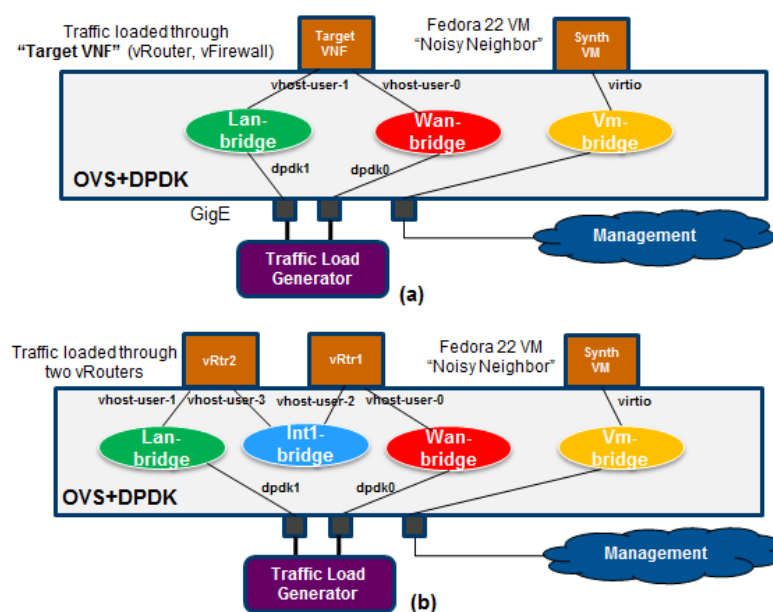 Traffic loaded through
“Target VNF” (vRouter, vFirewall)
Target
VNF
Fedora 22 VM
“Noisy Neighbor”
Synth
VM
vhost-user-1
vhost-user-0
virtio
Lan-
bridge
Wan-
bridge
Vm-
bridge
dpdk1
dpdk0
OVS+DPDK
GigE
Traffic Load
Generator
Management
(a)
Traffic loaded through
two vRouters
vRtr2
vRtr1
Fedora 22 VM
“Noisy Neighbor”
Synth
VM
vhost-user-1
vhost-user-3
vhost-user-2
vhost-user-0
virtio
Lan-
bridge
Int1-
bridge
Wan-
bridge
Vm-
bridge
dpdk1
dpdk0
OVS+DPDK
Traffic Load
Generator
Management
(b)